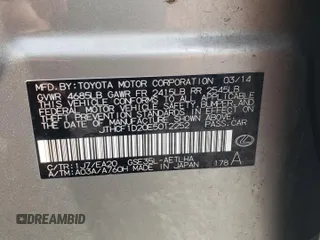 MFD. BY: TOYOTA MOTOR CORPORATION 03/14
GVWR 4685LB GAWR FR 2415LB RR 2545LB
THIS VEHICLE CONFORMS TO ALL APPLICABLE
FEDERAL MOTOR VEHICLE SAFETY, BUMPER,
AND THEFT PREVENTION STANDARDS IN EFFECT
ON THE DATE OF MANUFACTURE SHOWN ABOVE.
JTHCF1D20E5012252
PASS. CAR
C/TR: 1J7/EA20 GSE35L-AETLHA
A/TM: A03A/A760H MADE IN JAPAN 178 A
DREAMBID